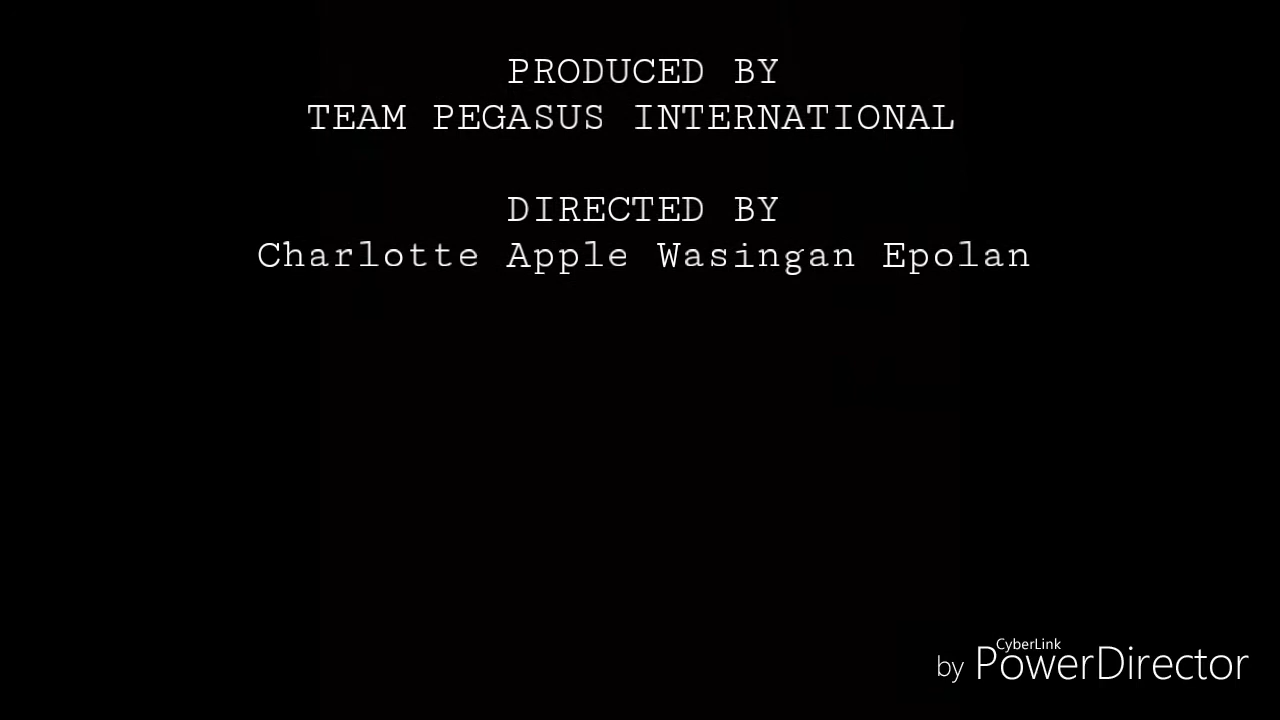 PRODUCED BY
TEAM PEGASUS INTERNATIONAL
DIRECTED BY
Charlotte Apple Wasingan Epolan
by CyberLink PowerDirector